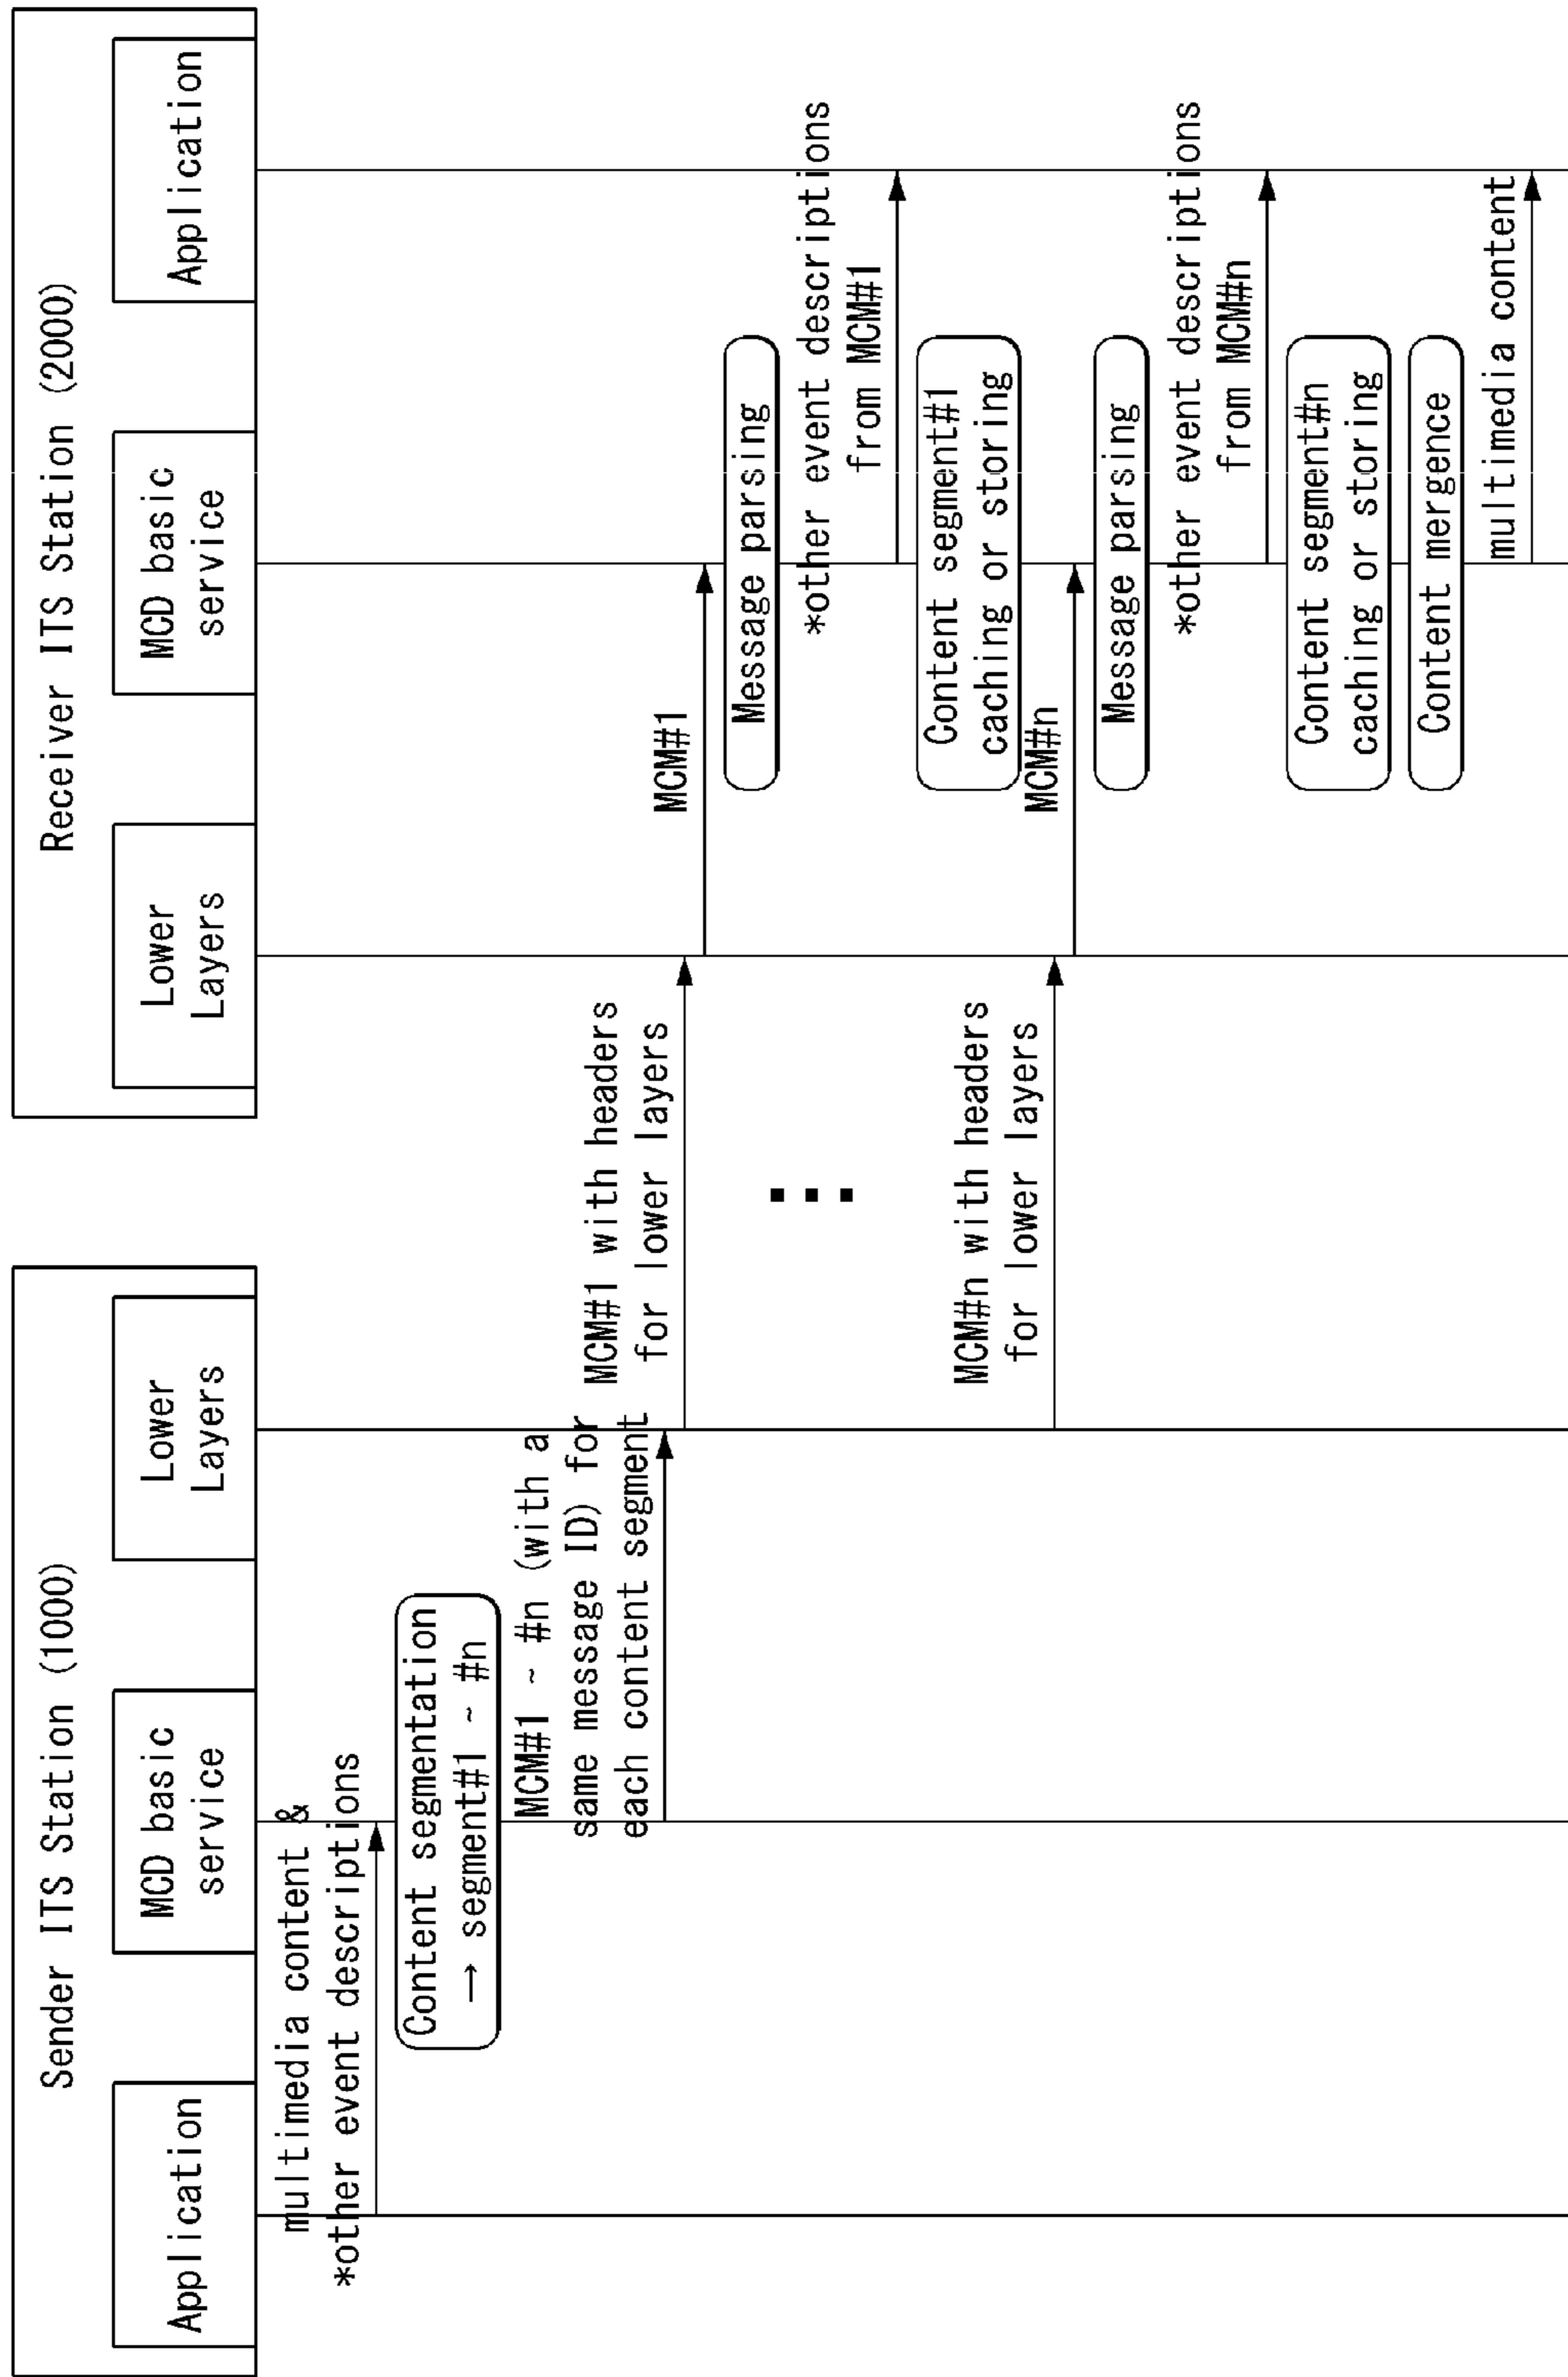 Sender ITS Station (1000)
Application
MCD basic
service
Lower
Layers
Receiver ITS Station (2000)
Lower
Layers
MCD basic
service
Application
multimedia content &
*other event descriptions
Content segmentation
→ segment#1 ~ #n
MCM#1 ~ #n (with a
same message ID) for
each content segment
MCM#1 with headers
for lower layers
MCM#1
Message parsing
*other event descriptions
from MCM#1
Content segment#1
caching or storing
MCM#n with headers
for lower layers
MCM#n
Message parsing
*other event descriptions
from MCM#n
Content segment#n
caching or storing
Content mergence
multimedia content